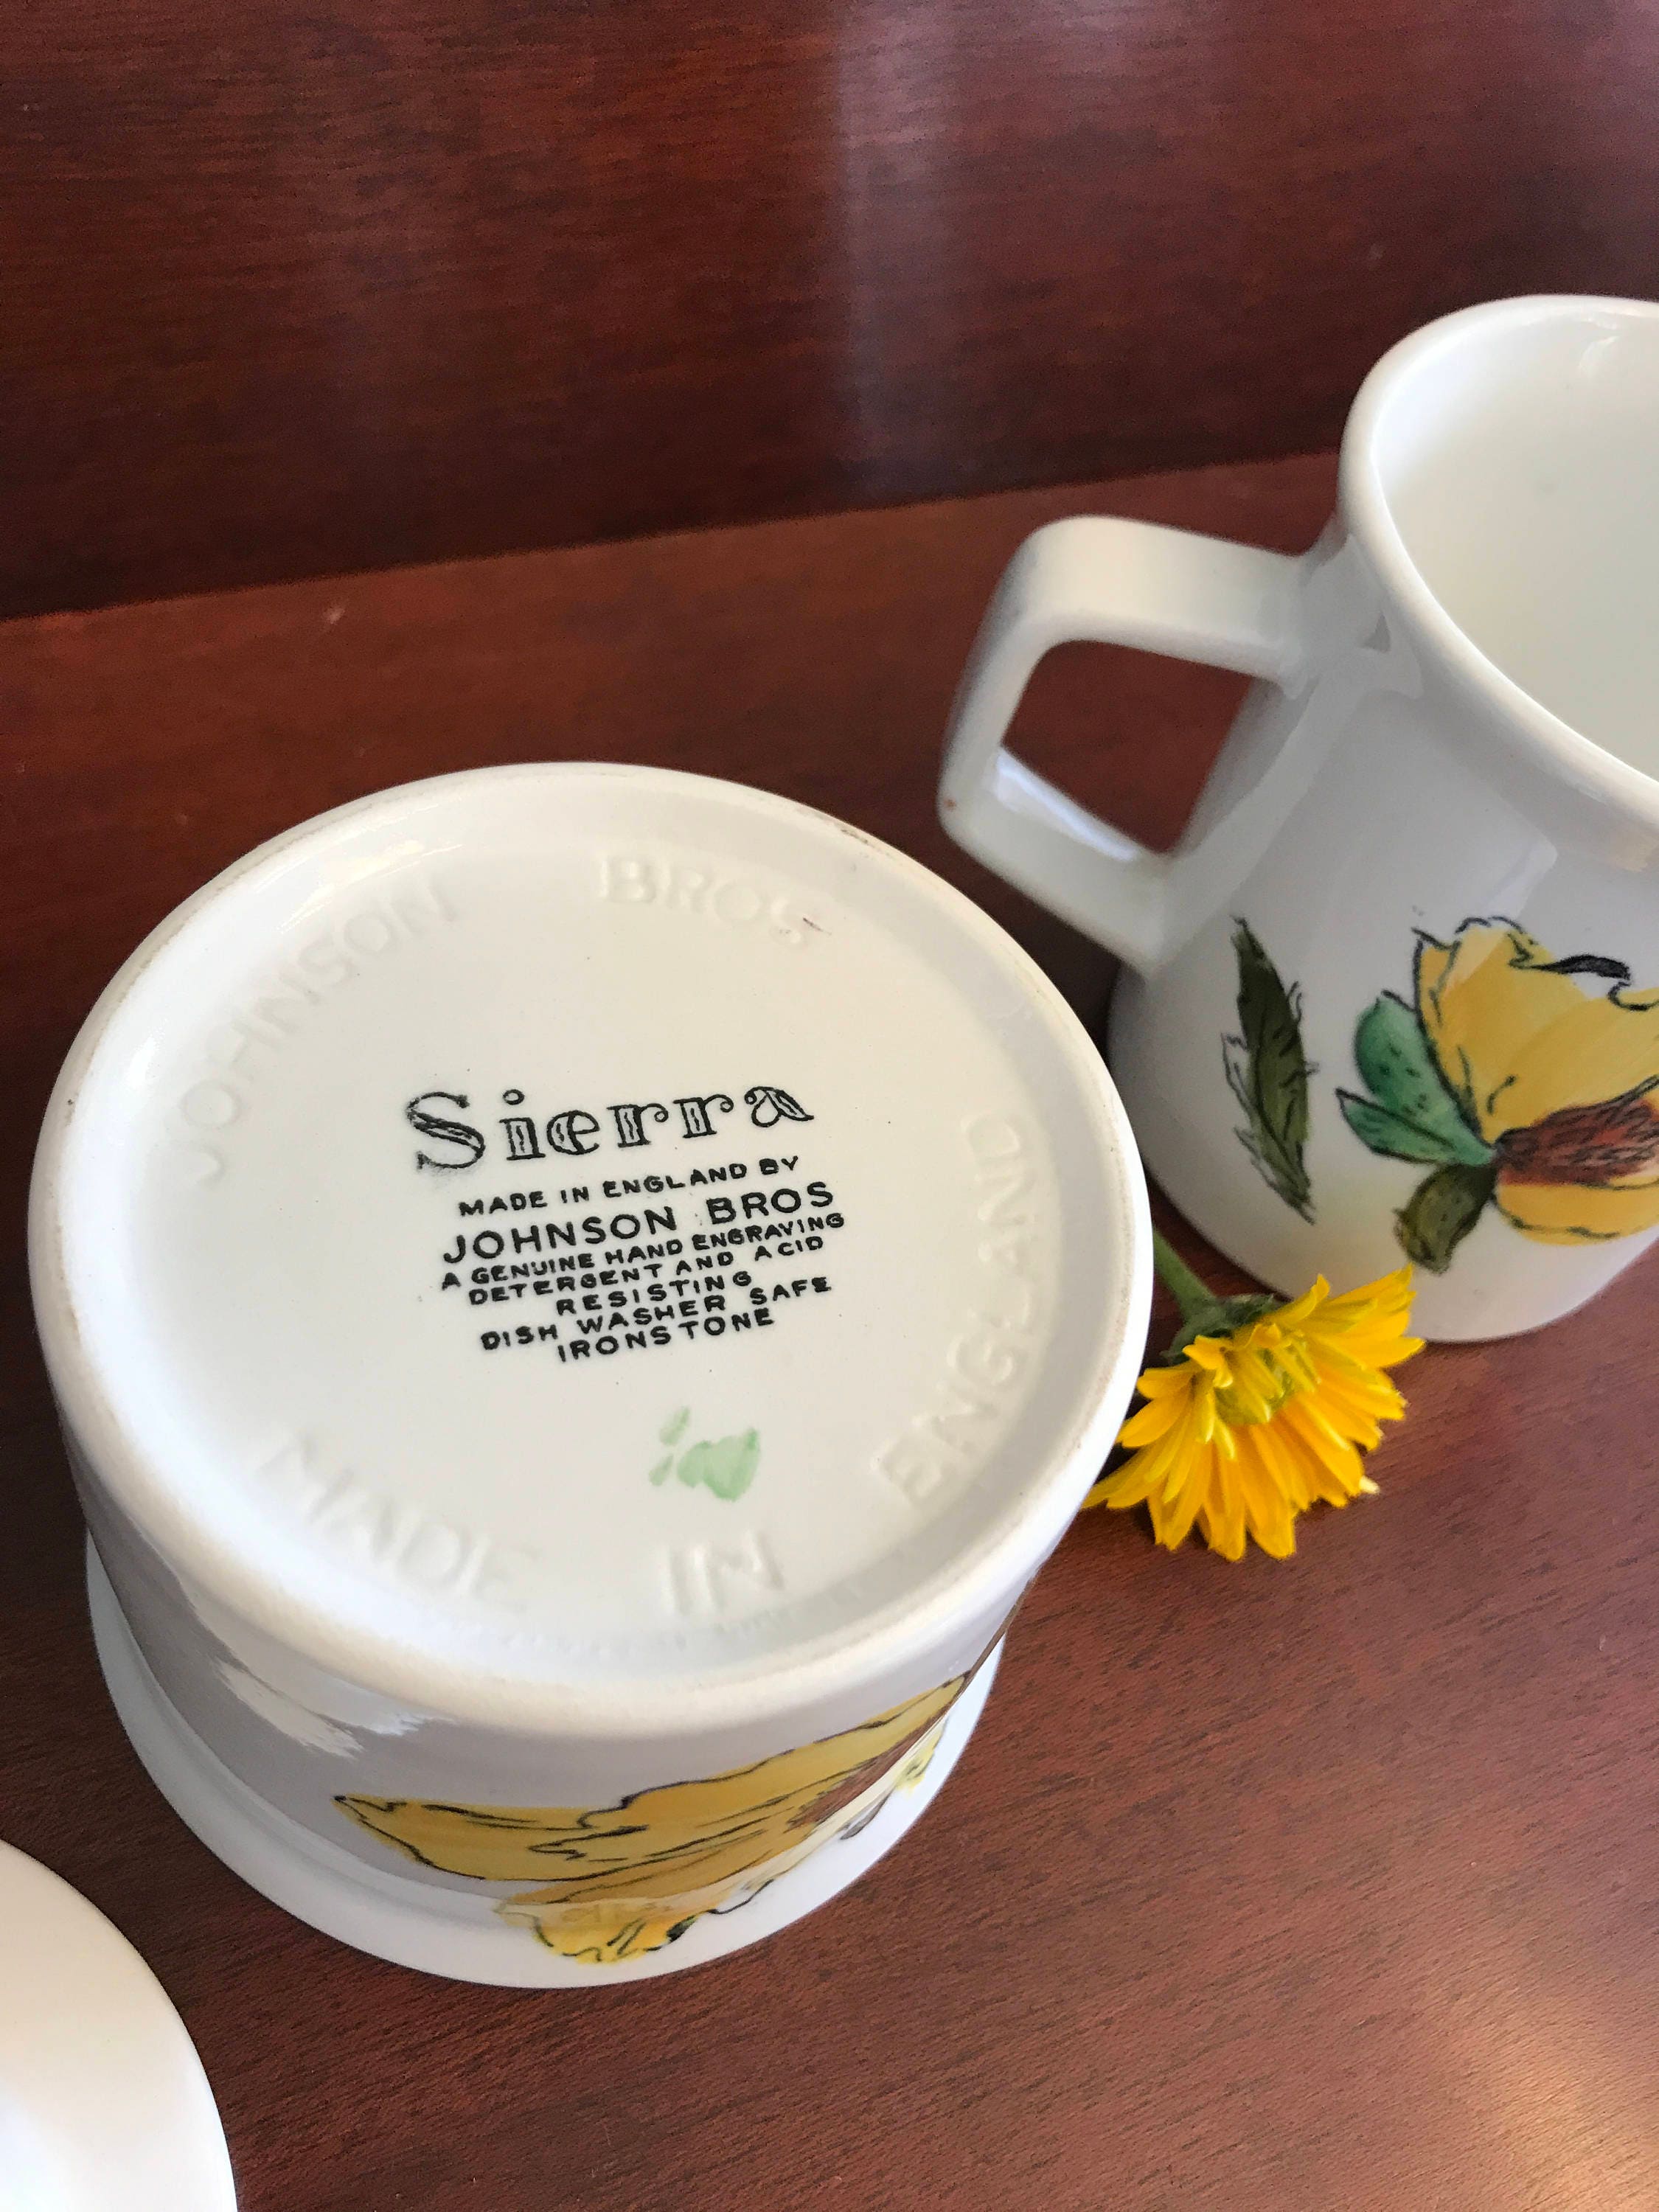 JOHNSON BROS
Sierra
MADE IN ENGLAND BY
JOHNSON BROS
A GENUINE HAND ENGRAVING
DETERGENT AND ACID
RESISTING
DISH WASHER SAFE
IRONSTONE
MADE IN ENGLAND